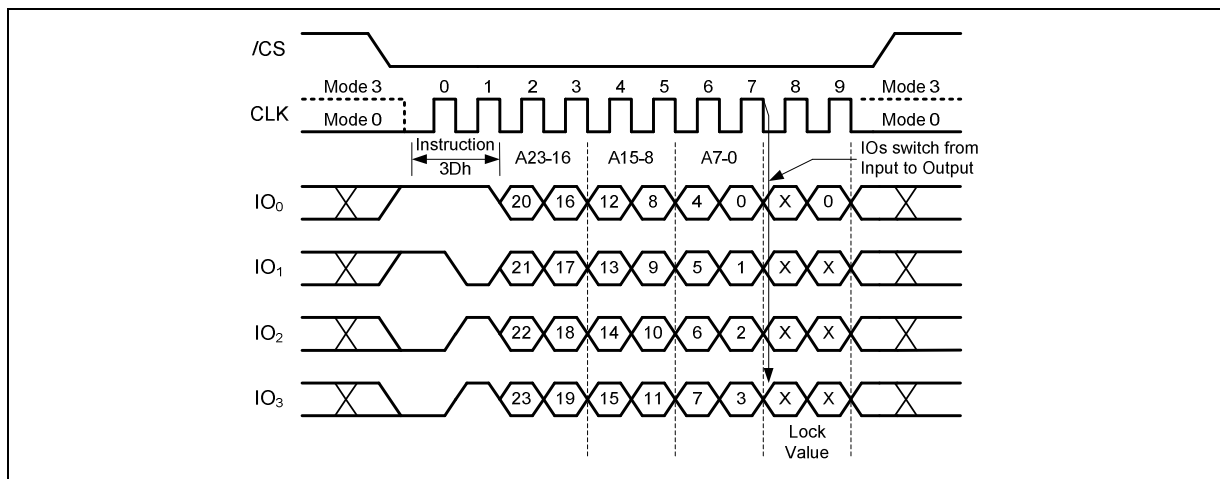 /CS
Mode 3 0 1 2 3 4 5 6 7 8 9 Mode 3
CLK Mode 0 Mode 0
Instruction
3Dh
A23-16 A15-8 A7-0
IOs switch from
Input to Output
IO₀ 20 16 12 8 4 0 X 0
IO₁ 21 17 13 9 5 1 X X
IO₂ 22 18 14 10 6 2 X X
IO₃ 23 19 15 11 7 3 X X
Lock
Value